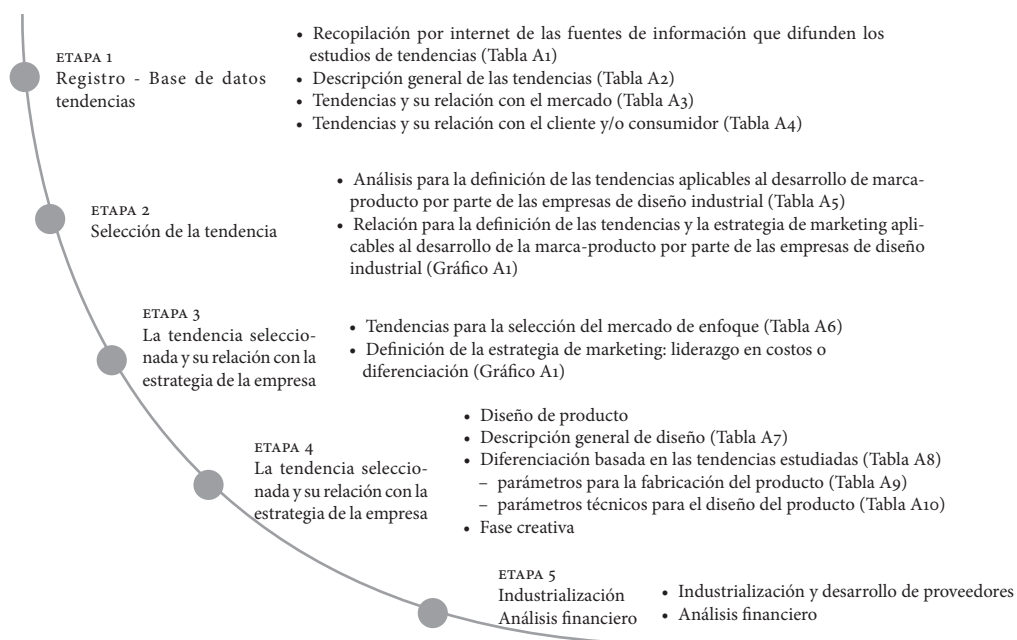 ETAPA 1
Registro - Base de datos
tendencias
• Recopilación por internet de las fuentes de información que difunden los
estudios de tendencias (Tabla A1)
• Descripción general de las tendencias (Tabla A2)
• Tendencias y su relación con el mercado (Tabla A3)
• Tendencias y su relación con el cliente y/o consumidor (Tabla A4)
ETAPA 2
Selección de la tendencia
• Análisis para la definición de las tendencias aplicables al desarrollo de marca-
producto por parte de las empresas de diseño industrial (Tabla A5)
• Relación para la definición de las tendencias y la estrategia de marketing apli-
cables al desarrollo de la marca-producto por parte de las empresas de diseño
industrial (Gráfico A1)
ETAPA 3
La tendencia seleccio-
nada y su relación con la
estrategia de la empresa
• Tendencias para la selección del mercado de enfoque (Tabla A6)
• Definición de la estrategia de marketing: liderazgo en costos o
diferenciación (Gráfico A1)
ETAPA 4
La tendencia seleccio-
nada y su relación con la
estrategia de la empresa
• Diseño de producto
• Descripción general de diseño (Tabla A7)
• Diferenciación basada en las tendencias estudiadas (Tabla A8)
– parámetros para la fabricación del producto (Tabla A9)
– parámetros técnicos para el diseño del producto (Tabla A10)
• Fase creativa
ETAPA 5
Industrialización
Análisis financiero
• Industrialización y desarrollo de proveedores
• Análisis financiero